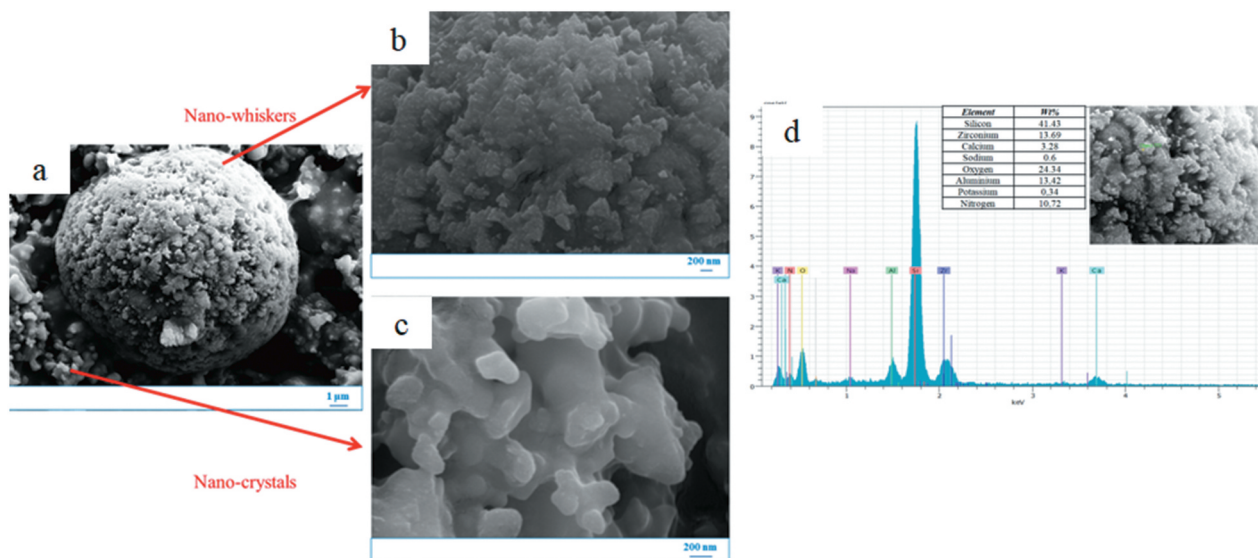 b
Nano-whiskers
a
200 nm
c
1 µm
Nano-crystals
200 nm
d
Element Wt%
Silicon 41.43
Zirconium 13.69
Calcium 3.28
Sodium 0.6
Oxygen 24.34
Aluminium 13.42
Potassium 0.34
Nitrogen 10.72
9
8
7
6
5
4
3
2
1
0
K N O Na Al Si Zr K Ca
Ca
1 2 3 4 5
keV